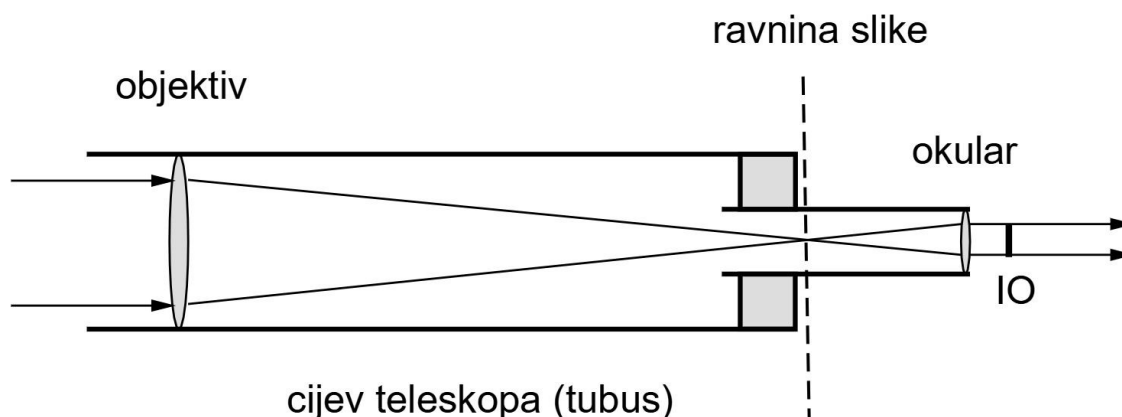 ravnina slike
objektiv
okular
IO
cijev teleskopa (tubus)